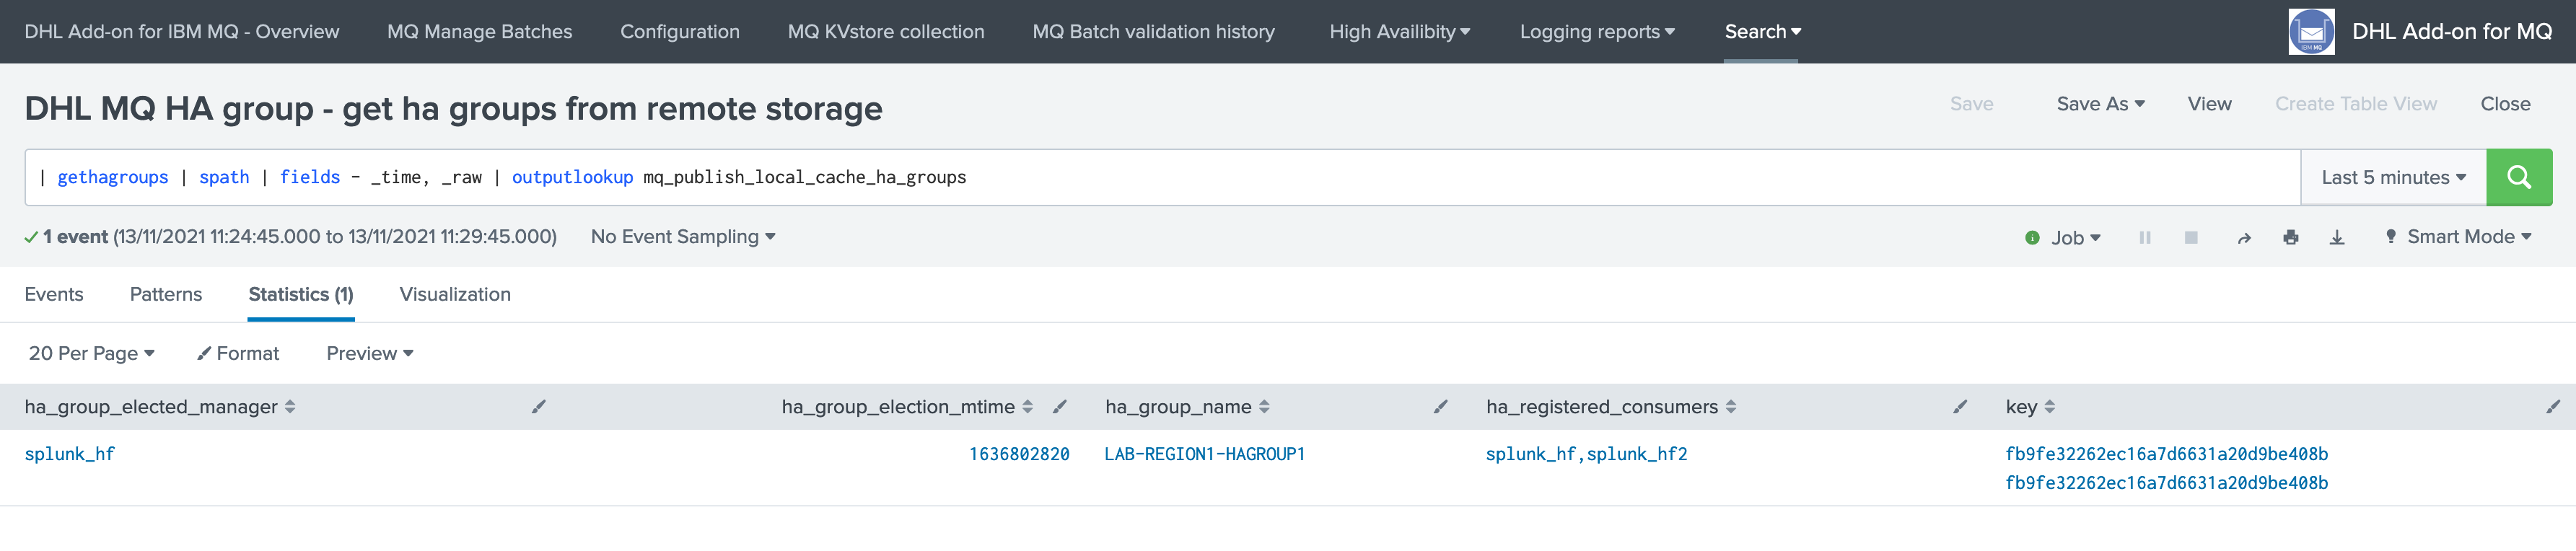 DHL Add-on for IBM MQ - Overview MQ Manage Batches Configuration MQ KVstore collection MQ Batch validation history High Availibity Logging reports Search IBM MQ DHL Add-on for MQ
DHL MQ HA group - get ha groups from remote storage Save Save As View Create Table View Close
| gethagroups | spath | fields - _time, _raw | outputlookup mq_publish_local_cache_ha_groups Last 5 minutes
1 event (13/11/2021 11:24:45.000 to 13/11/2021 11:29:45.000) No Event Sampling Job Smart Mode
Events Patterns Statistics (1) Visualization
20 Per Page Format Preview
ha_group_elected_manager ha_group_election_mtime ha_group_name ha_registered_consumers key
splunk_hf 1636802820 LAB-REGION1-HAGROUP1 splunk_hf,splunk_hf2 fb9fe32262ec16a7d6631a20d9be408b
fb9fe32262ec16a7d6631a20d9be408b